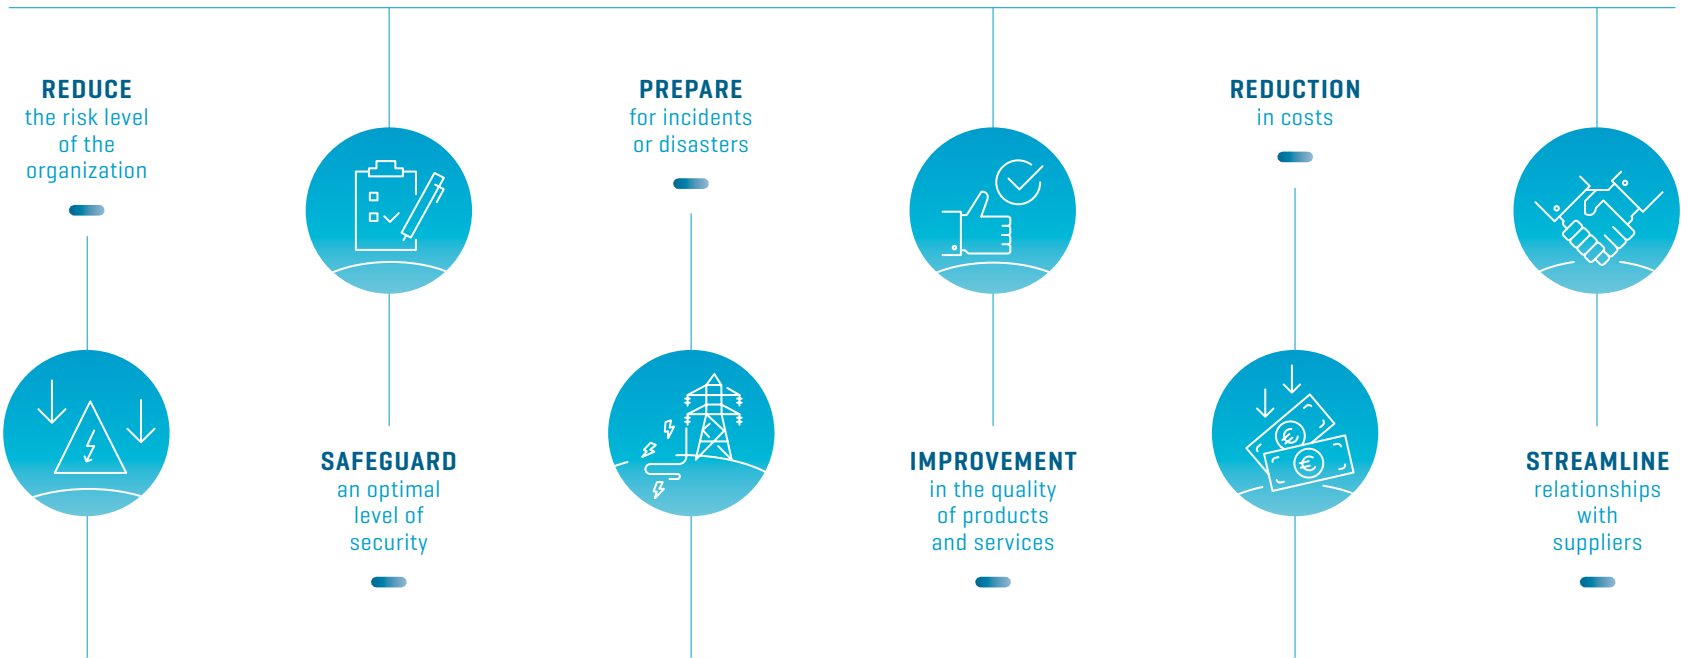 REDUCE
the risk level
of the
organization
SAFEGUARD
an optimal
level of
security
PREPARE
for incidents
or disasters
IMPROVEMENT
in the quality
of products
and services
REDUCTION
in costs
STREAMLINE
relationships
with
suppliers